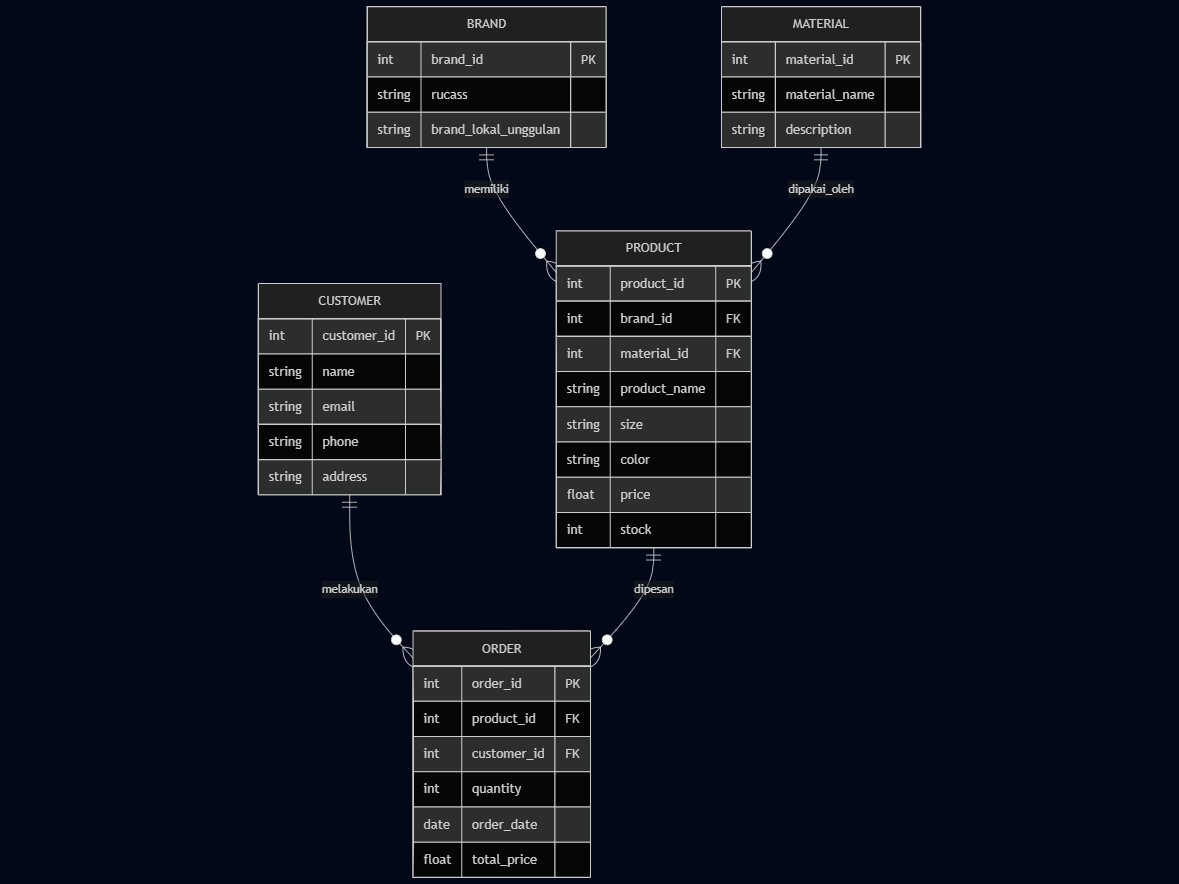 BRAND
int brand_id PK
string rucass
string brand_lokal_unggulan
MATERIAL
int material_id PK
string material_name
string description
memiliki
dipakai_oleh
PRODUCT
int product_id PK
int brand_id FK
int material_id FK
string product_name
string size
string color
float price
int stock
CUSTOMER
int customer_id PK
string name
string email
string phone
string address
melakukan
dipesan
ORDER
int order_id PK
int product_id FK
int customer_id FK
int quantity
date order_date
float total_price